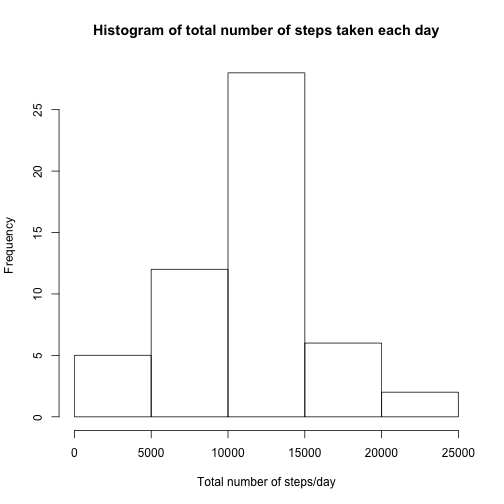 Histogram of total number of steps taken each day
Frequency
25
20
15
10
5
0
0 5000 10000 15000 20000 25000
Total number of steps/day